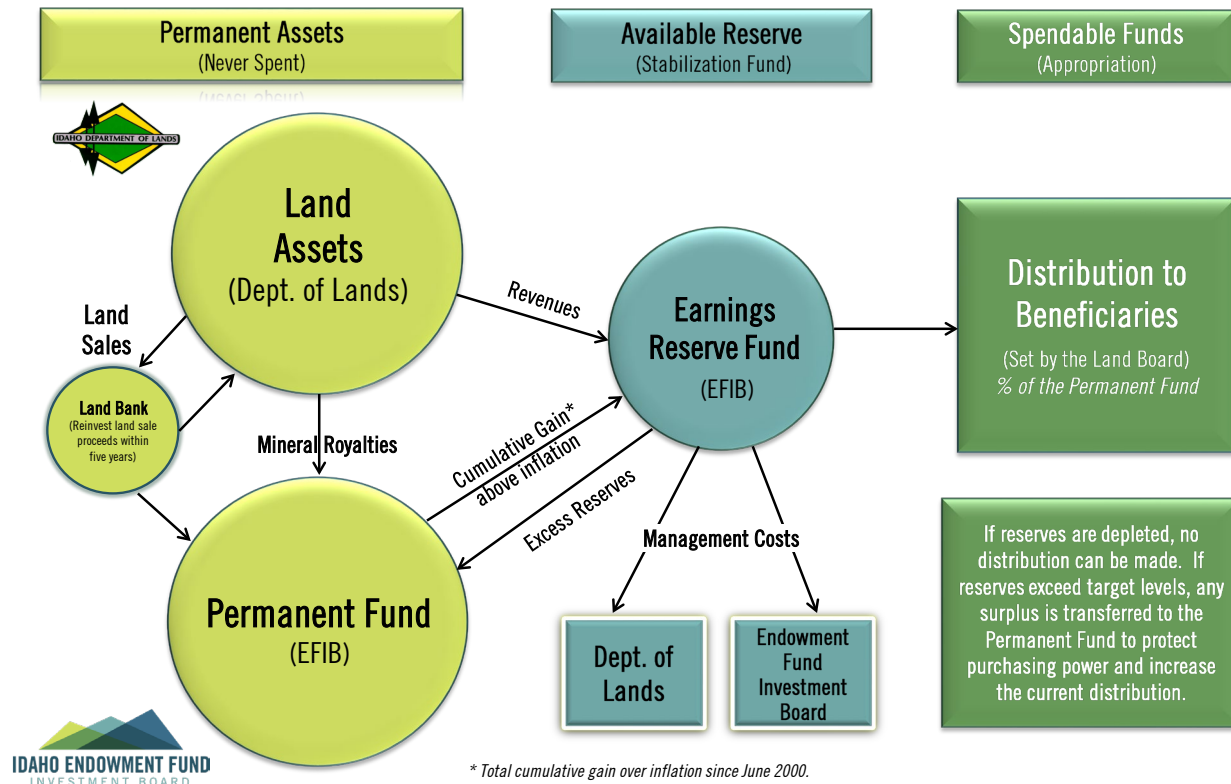 Permanent Assets
(Never Spent)
Available Reserve
(Stabilization Fund)
Spendable Funds
(Appropriation)
IDAHO DEPARTMENT OF LANDS
Land
Assets
(Dept. of Lands)
Revenues
Earnings
Reserve Fund
(EFIB)
Distribution to
Beneficiaries
(Set by the Land Board)
% of the Permanent Fund
Land
Sales
Land Bank
(Reinvest land sale
proceeds within
five years)
Mineral Royalties
Cumulative Gain*
above inflation
Excess Reserves
Management Costs
Permanent Fund
(EFIB)
Dept. of
Lands
Endowment
Fund
Investment
Board
If reserves are depleted, no
distribution can be made. If
reserves exceed target levels, any
surplus is transferred to the
Permanent Fund to protect
purchasing power and increase
the current distribution.
IDAHO ENDOWMENT FUND
INVESTMENT BOARD
* Total cumulative gain over inflation since June 2000.